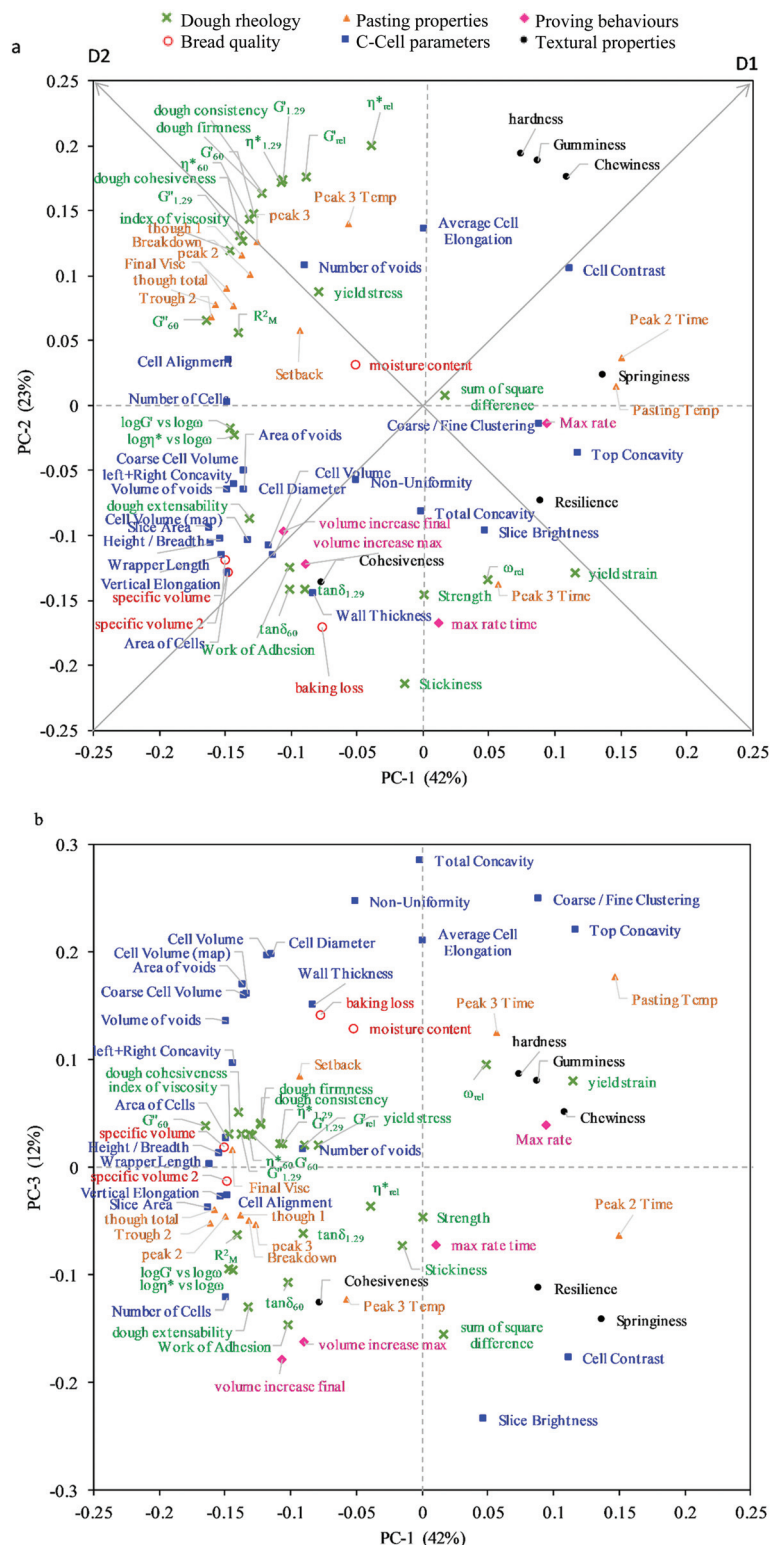 Dough rheology
Pasting properties
Proving behaviours
Bread quality
C-Cell parameters
Textural properties
a
D2
D1
0.25
0.2
0.15
0.1
0.05
0
-0.05
-0.1
-0.15
-0.2
-0.25
PC-2 (23%)
dough consistency
G'1.29
η*rel
dough firmness
η*1.29
G'rel
G'60
η*60
dough cohesiveness
peak 3
Peak 3 Temp
G"1.29
index of viscosity
though 1
Breakdown
peak 2
Final Visc
though total
Trough 2
G"60
R²M
Number of voids
yield stress
Setback
moisture content
hardness
Gumminess
Chewiness
Average Cell
Elongation
Cell Contrast
Peak 2 Time
Springiness
Pasting Temp
sum of square
difference
Cell Alignment
Number of Cells
logG' vs logω
logη* vs logω
Area of voids
Coarse Cell Volume
left+Right Concavity
Volume of voids
Cell Volume
Cell Diameter
Non-Uniformity
Coarse / Fine Clustering
Max rate
Top Concavity
dough extensability
Cell Volume (map)
Slice Area
Height / Breadth
Wrapper Length
Vertical Elongation
specific volume
specific volume 2
Area of Cells
volume increase final
volume increase max
Cohesiveness
tanδ1.29
tanδ60
Work of Adhesion
Wall Thickness
baking loss
Total Concavity
Slice Brightness
Resilience
ωrel
yield strain
Strength
Peak 3 Time
max rate time
Stickiness
-0.25
-0.2
-0.15
-0.1
-0.05
0
0.05
0.1
0.15
0.2
0.25
PC-1 (42%)
b
0.3
0.2
0.1
0
-0.1
-0.2
-0.3
PC-3 (12%)
Total Concavity
Non-Uniformity
Coarse / Fine Clustering
Average Cell
Elongation
Top Concavity
Cell Volume
Cell Diameter
Cell Volume (map)
Area of voids
Coarse Cell Volume
Wall Thickness
Volume of voids
baking loss
moisture content
Peak 3 Time
Pasting Temp
left+Right Concavity
Setback
hardness
Gumminess
Chewiness
ωrel
yield strain
Max rate
dough cohesiveness
index of viscosity
dough firmness
dough consistency
Area of Cells
η*1.29
G'1.29
G'rel
yield stress
G"60
specific volume
Height / Breadth
Wrapper Length
η*60
G'60
G"1.29
Number of voids
specific volume 2
Final Visc
Vertical Elongation
Slice Area
Cell Alignment
though total
Trough 2
though 1
peak 2
peak 3
Breakdown
R²M
tanδ1.29
η*rel
Strength
max rate time
Stickiness
Peak 2 Time
logG' vs logω
logη* vs logω
tanδ60
Cohesiveness
Peak 3 Temp
Number of Cells
dough extensability
Work of Adhesion
volume increase max
volume increase final
sum of square
difference
Resilience
Springiness
Cell Contrast
Slice Brightness
-0.25
-0.2
-0.15
-0.1
-0.05
0
0.05
0.1
0.15
0.2
0.25
PC-1 (42%)